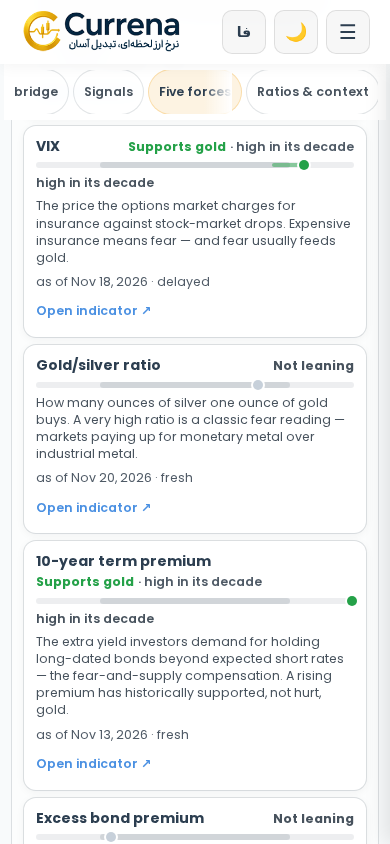 Currena
نرخ ارز لحظه‌ای، تبدیل آسان
فا
bridge
Signals
Five forces
Ratios & context
VIX
Supports gold · high in its decade
high in its decade
The price the options market charges for
insurance against stock-market drops. Expensive
insurance means fear — and fear usually feeds
gold.
as of Nov 18, 2026 · delayed
Open indicator ↗
Gold/silver ratio
Not leaning
How many ounces of silver one ounce of gold
buys. A very high ratio is a classic fear reading —
markets paying up for monetary metal over
industrial metal.
as of Nov 20, 2026 · fresh
Open indicator ↗
10-year term premium
Supports gold · high in its decade
high in its decade
The extra yield investors demand for holding
long-dated bonds beyond expected short rates
— the fear-and-supply compensation. A rising
premium has historically supported, not hurt,
gold.
as of Nov 13, 2026 · fresh
Open indicator ↗
Excess bond premium
Not leaning